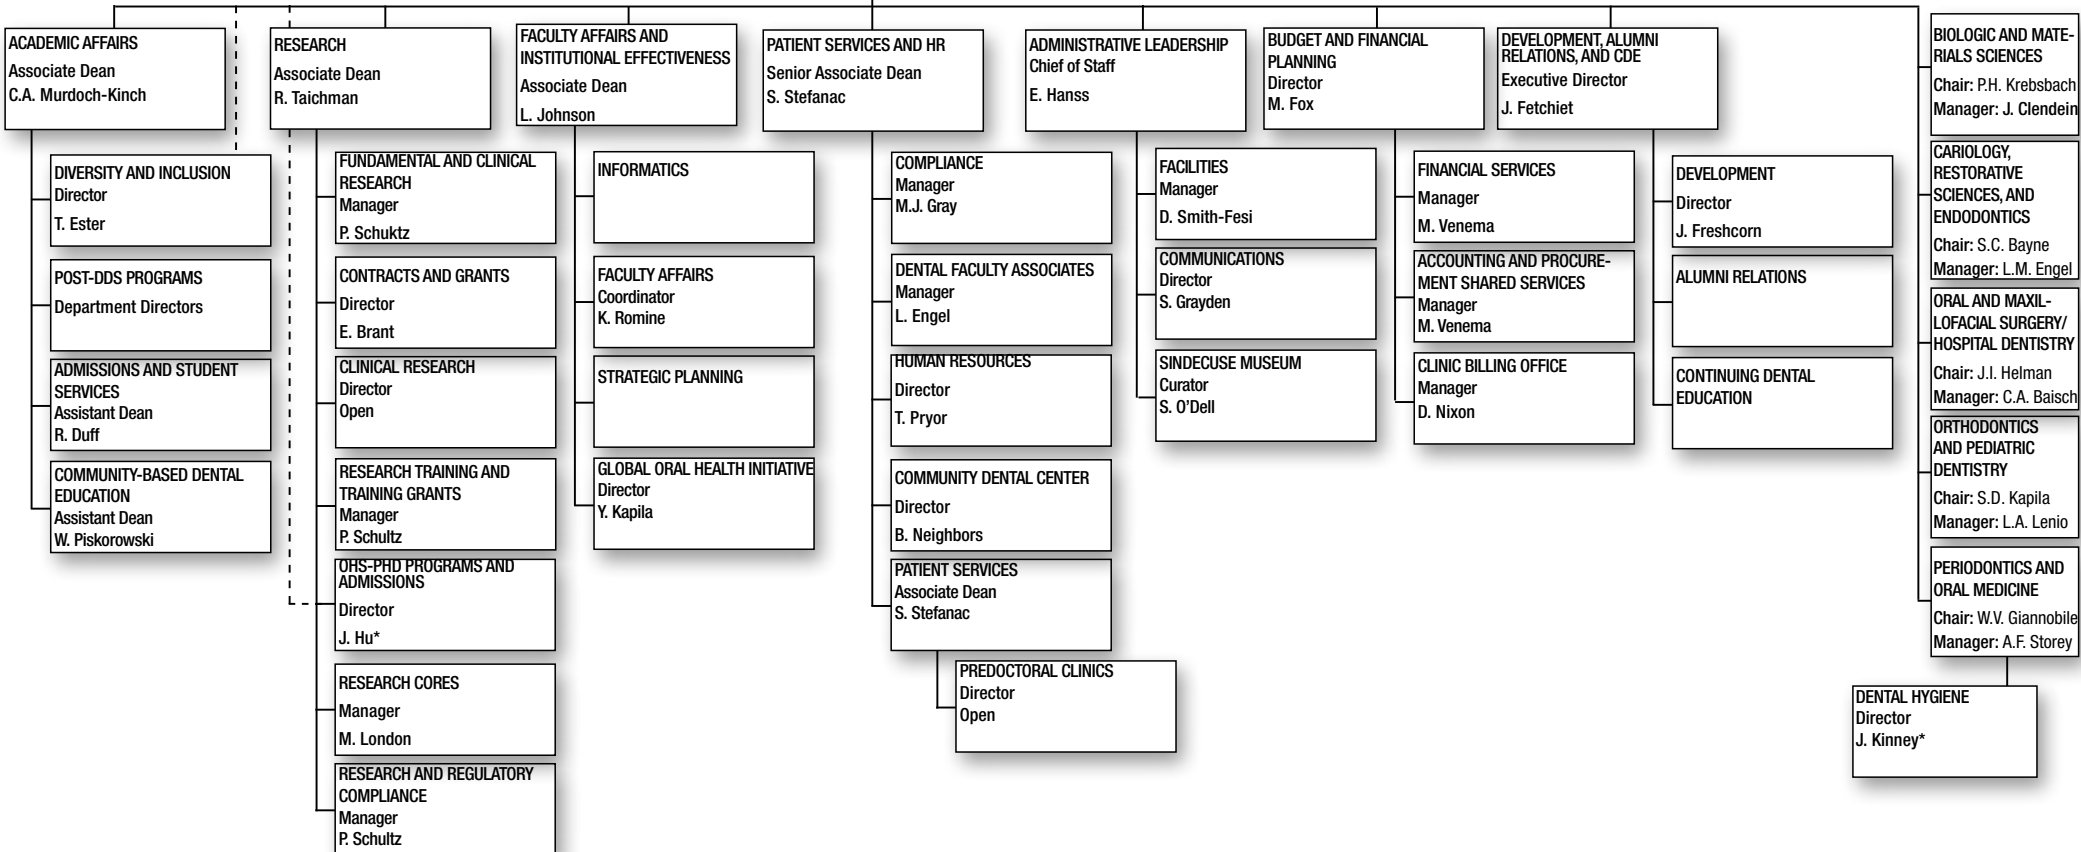 ACADEMIC AFFAIRS
Associate Dean
C.A. Murdoch-Kinch
DIVERSITY AND INCLUSION
Director
T. Ester
POST-DDS PROGRAMS
Department Directors
ADMISSIONS AND STUDENT
SERVICES
Assistant Dean
R. Duff
COMMUNITY-BASED DENTAL
EDUCATION
Assistant Dean
W. Piskorowski
RESEARCH
Associate Dean
R. Taichman
FUNDAMENTAL AND CLINICAL
RESEARCH
Manager
P. Schuktz
CONTRACTS AND GRANTS
Director
E. Brant
CLINICAL RESEARCH
Director
Open
RESEARCH TRAINING AND
TRAINING GRANTS
Manager
P. Schultz
OHS-PHD PROGRAMS AND
ADMISSIONS
Director
J. Hu*
RESEARCH CORES
Manager
M. London
RESEARCH AND REGULATORY
COMPLIANCE
Manager
P. Schultz
FACULTY AFFAIRS AND
INSTITUTIONAL EFFECTIVENESS
Associate Dean
L. Johnson
INFORMATICS
FACULTY AFFAIRS
Coordinator
K. Romine
STRATEGIC PLANNING
GLOBAL ORAL HEALTH INITIATIVE
Director
Y. Kapila
PATIENT SERVICES AND HR
Senior Associate Dean
S. Stefanac
COMPLIANCE
Manager
M.J. Gray
DENTAL FACULTY ASSOCIATES
Manager
L. Engel
HUMAN RESOURCES
Director
T. Pryor
COMMUNITY DENTAL CENTER
Director
B. Neighbors
PATIENT SERVICES
Associate Dean
S. Stefanac
PREDOCTORAL CLINICS
Director
Open
ADMINISTRATIVE LEADERSHIP
Chief of Staff
E. Hanss
FACILITIES
Manager
D. Smith-Fesi
COMMUNICATIONS
Director
S. Grayden
SINDECUSE MUSEUM
Curator
S. O'Dell
BUDGET AND FINANCIAL
PLANNING
Director
M. Fox
FINANCIAL SERVICES
Manager
M. Venema
ACCOUNTING AND PROCURE-
MENT SHARED SERVICES
Manager
M. Venema
CLINIC BILLING OFFICE
Manager
D. Nixon
DEVELOPMENT, ALUMNI
RELATIONS, AND CDE
Executive Director
J. Fetchiet
DEVELOPMENT
Director
J. Freshcorn
ALUMNI RELATIONS
CONTINUING DENTAL
EDUCATION
BIOLOGIC AND MATE-
RIALS SCIENCES
Chair: P.H. Krebsbach
Manager: J. Clendein
CARIOLOGY,
RESTORATIVE
SCIENCES, AND
ENDODONTICS
Chair: S.C. Bayne
Manager: L.M. Engel
ORAL AND MAXIL-
LOFACIAL SURGERY/
HOSPITAL DENTISTRY
Chair: J.I. Helman
Manager: C.A. Baisch
ORTHODONTICS
AND PEDIATRIC
DENTISTRY
Chair: S.D. Kapila
Manager: L.A. Lenio
PERIODONTICS AND
ORAL MEDICINE
Chair: W.V. Giannobile
Manager: A.F. Storey
DENTAL HYGIENE
Director
J. Kinney*